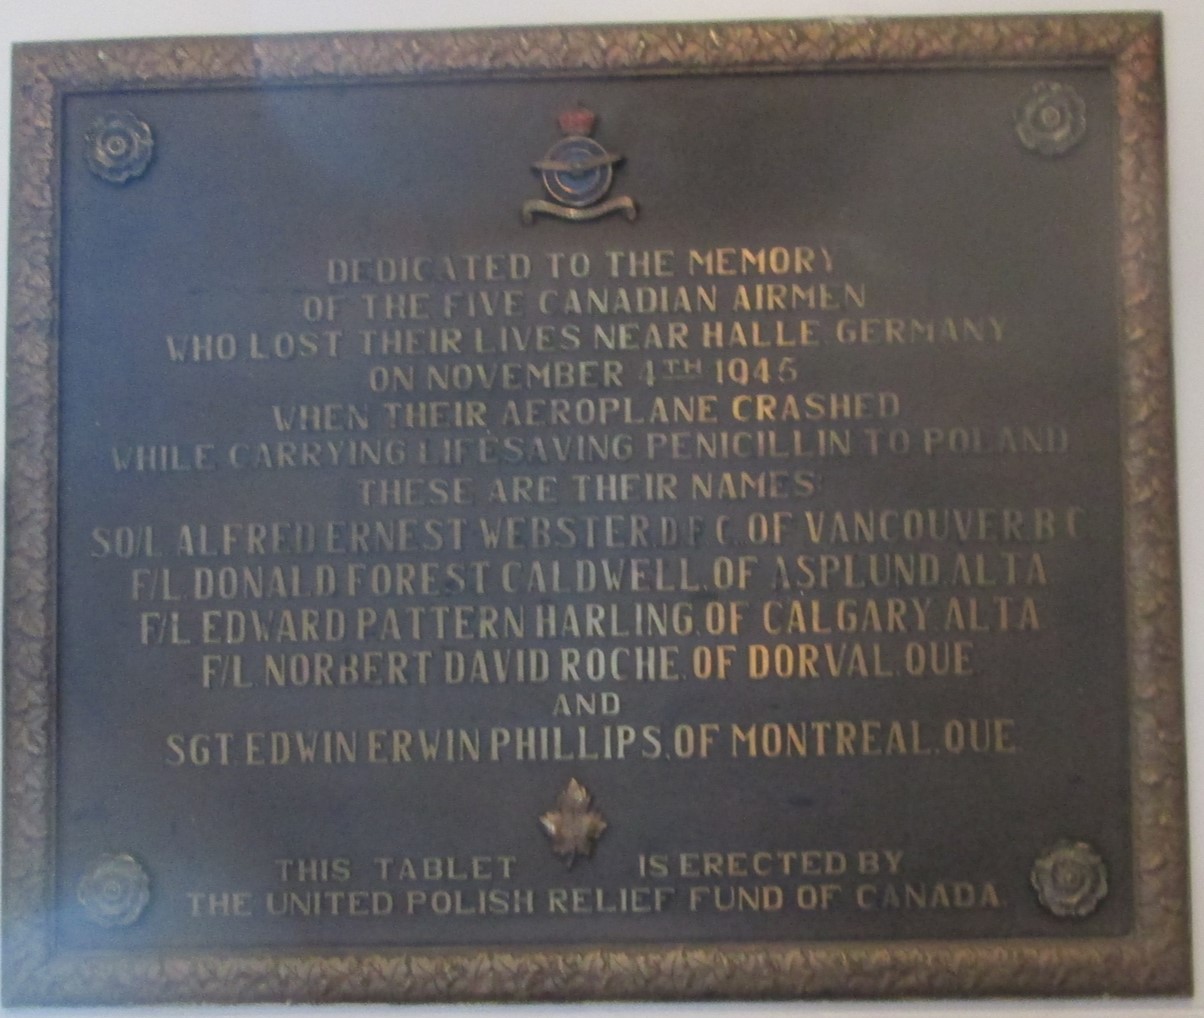 DEDICATED TO THE MEMORY
OF THE FIVE CANADIAN AIRMEN
WHO LOST THEIR LIVES NEAR HALLE GERMANY
ON NOVEMBER 4TH 1945
WHEN THEIR AEROPLANE CRASHED
WHILE CARRYING LIFESAVING PENICILLIN TO POLAND
THESE ARE THEIR NAMES:
SQ/L ALFRED ERNEST WEBSTER, D.F.C. OF VANCOUVER, B.C.
F/L DONALD FOREST CALDWELL, OF ASPLUND, ALTA
F/L EDWARD PATTERN HARLING, OF CALGARY ALTA
F/L NORBERT DAVID ROCHE, OF DORVAL, QUE
AND
SGT. EDWIN ERWIN PHILLIPS, OF MONTREAL, QUE.
THIS TABLET IS ERECTED BY
THE UNITED POLISH RELIEF FUND OF CANADA.